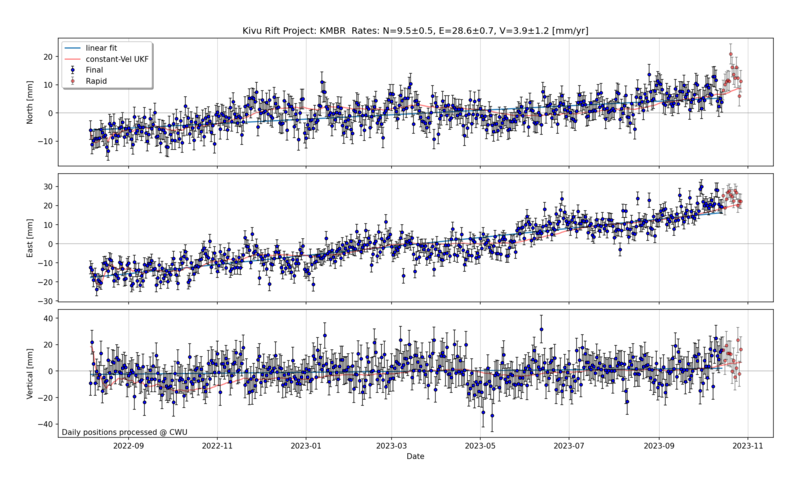 Kivu Rift Project: KMBR  Rates: N=9.5±0.5, E=28.6±0.7, V=3.9±1.2 [mm/yr]
linear fit
constant-Vel UKF
Final
Rapid
North [mm]
20
10
0
−10
East [mm]
30
20
10
0
−10
−20
−30
Vertical [mm]
40
20
0
−20
−40
Daily positions processed @ CWU
2022-09
2022-11
2023-01
2023-03
2023-05
2023-07
2023-09
2023-11
Date